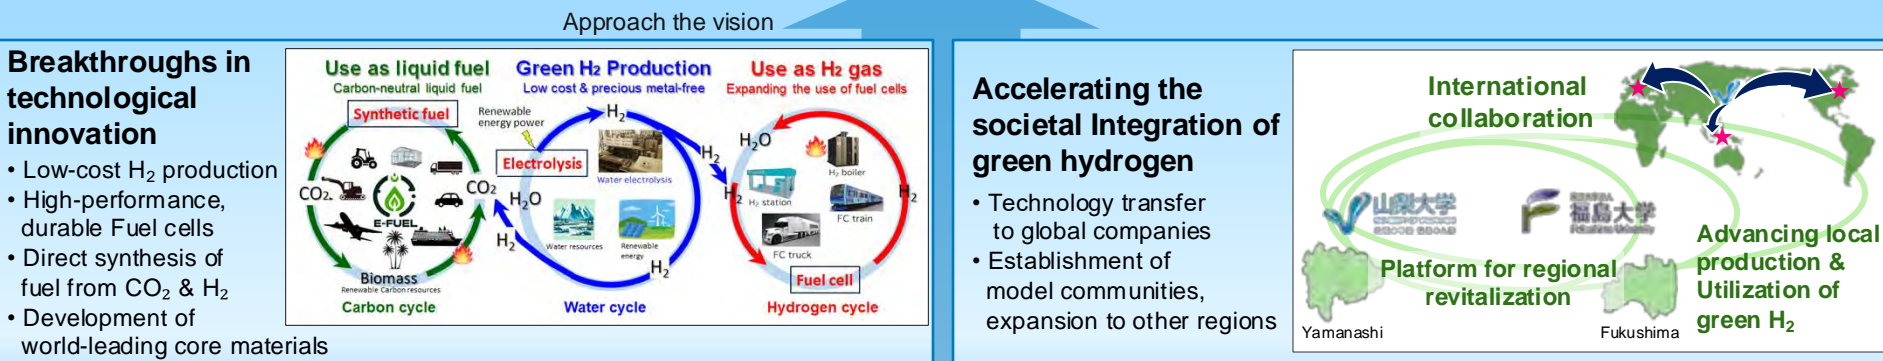 Approach the vision
Breakthroughs in
technological
innovation
• Low-cost H₂ production
• High-performance,
durable Fuel cells
• Direct synthesis of
fuel from CO₂ & H₂
• Development of
world-leading core materials
Use as liquid fuel
Carbon-neutral liquid fuel
Synthetic fuel
CO₂
CO₂
E-FUEL
Biomass
Renewable Carbon resources
Carbon cycle
Green H₂ Production
Low cost & precious metal-free
Renewable
energy power
H₂
Electrolysis
Water electrolysis
H₂O
H₂
H₂
Water resources
Renewable
energy
H₂
Water cycle
Use as H₂ gas
Expanding the use of fuel cells
H₂O
H₂ boiler
H₂
H₂
H₂ station
FC train
FC truck
Fuel cell
Hydrogen cycle
Accelerating the
societal Integration of
green hydrogen
• Technology transfer
to global companies
• Establishment of
model communities,
expansion to other regions
International
collaboration
山梨大学
福島大学
Advancing local
production &
Utilization of
green H₂
Platform for regional
revitalization
Yamanashi
Fukushima